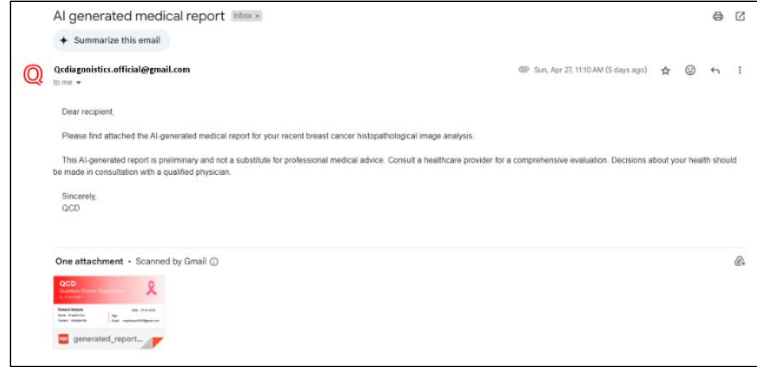 AI generated medical report Inbox ×
Summarize this email
Q
Qcdiagonistics.official@gmail.com
Sun, Apr 27, 11:10 AM (5 days ago)
to me
Dear recipient,
Please find attached the AI-generated medical report for your recent breast cancer histopathological image analysis.
This AI-generated report is preliminary and not a substitute for professional medical advice. Consult a healthcare provider for a comprehensive evaluation. Decisions about your health should
be made in consultation with a qualified physician.
Sincerely,
QCD
One attachment • Scanned by Gmail
QCD
Patient Details
PDF generated_report...